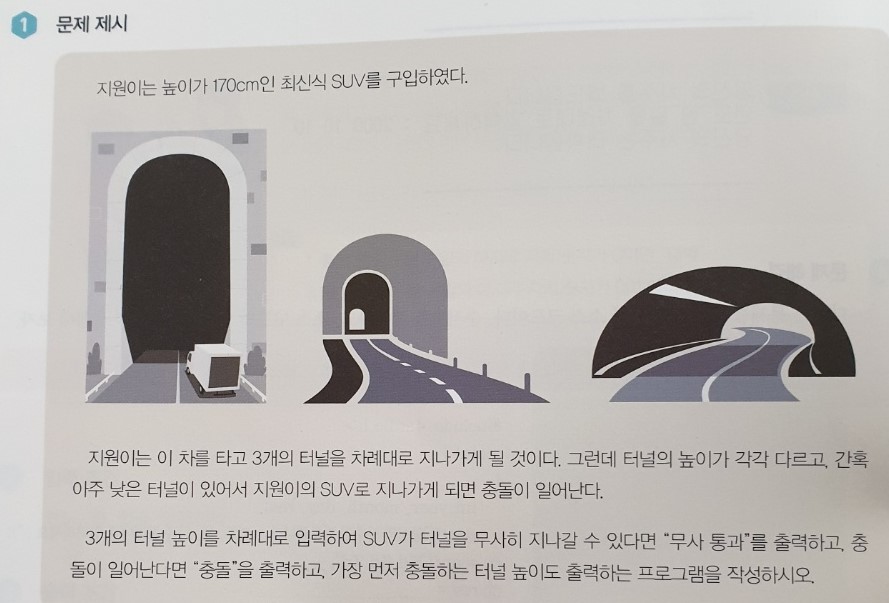 1 문제 제시
지원이는 높이가 170cm인 최신식 SUV를 구입하였다.
지원이는 이 차를 타고 3개의 터널을 차례대로 지나가게 될 것이다. 그런데 터널의 높이가 각각 다르고, 간혹
아주 낮은 터널이 있어서 지원이의 SUV로 지나가게 되면 충돌이 일어난다.
3개의 터널 높이를 차례대로 입력하여 SUV가 터널을 무사히 지나갈 수 있다면 “무사 통과”를 출력하고, 충
돌이 일어난다면 “충돌”을 출력하고, 가장 먼저 충돌하는 터널 높이도 출력하는 프로그램을 작성하시오.